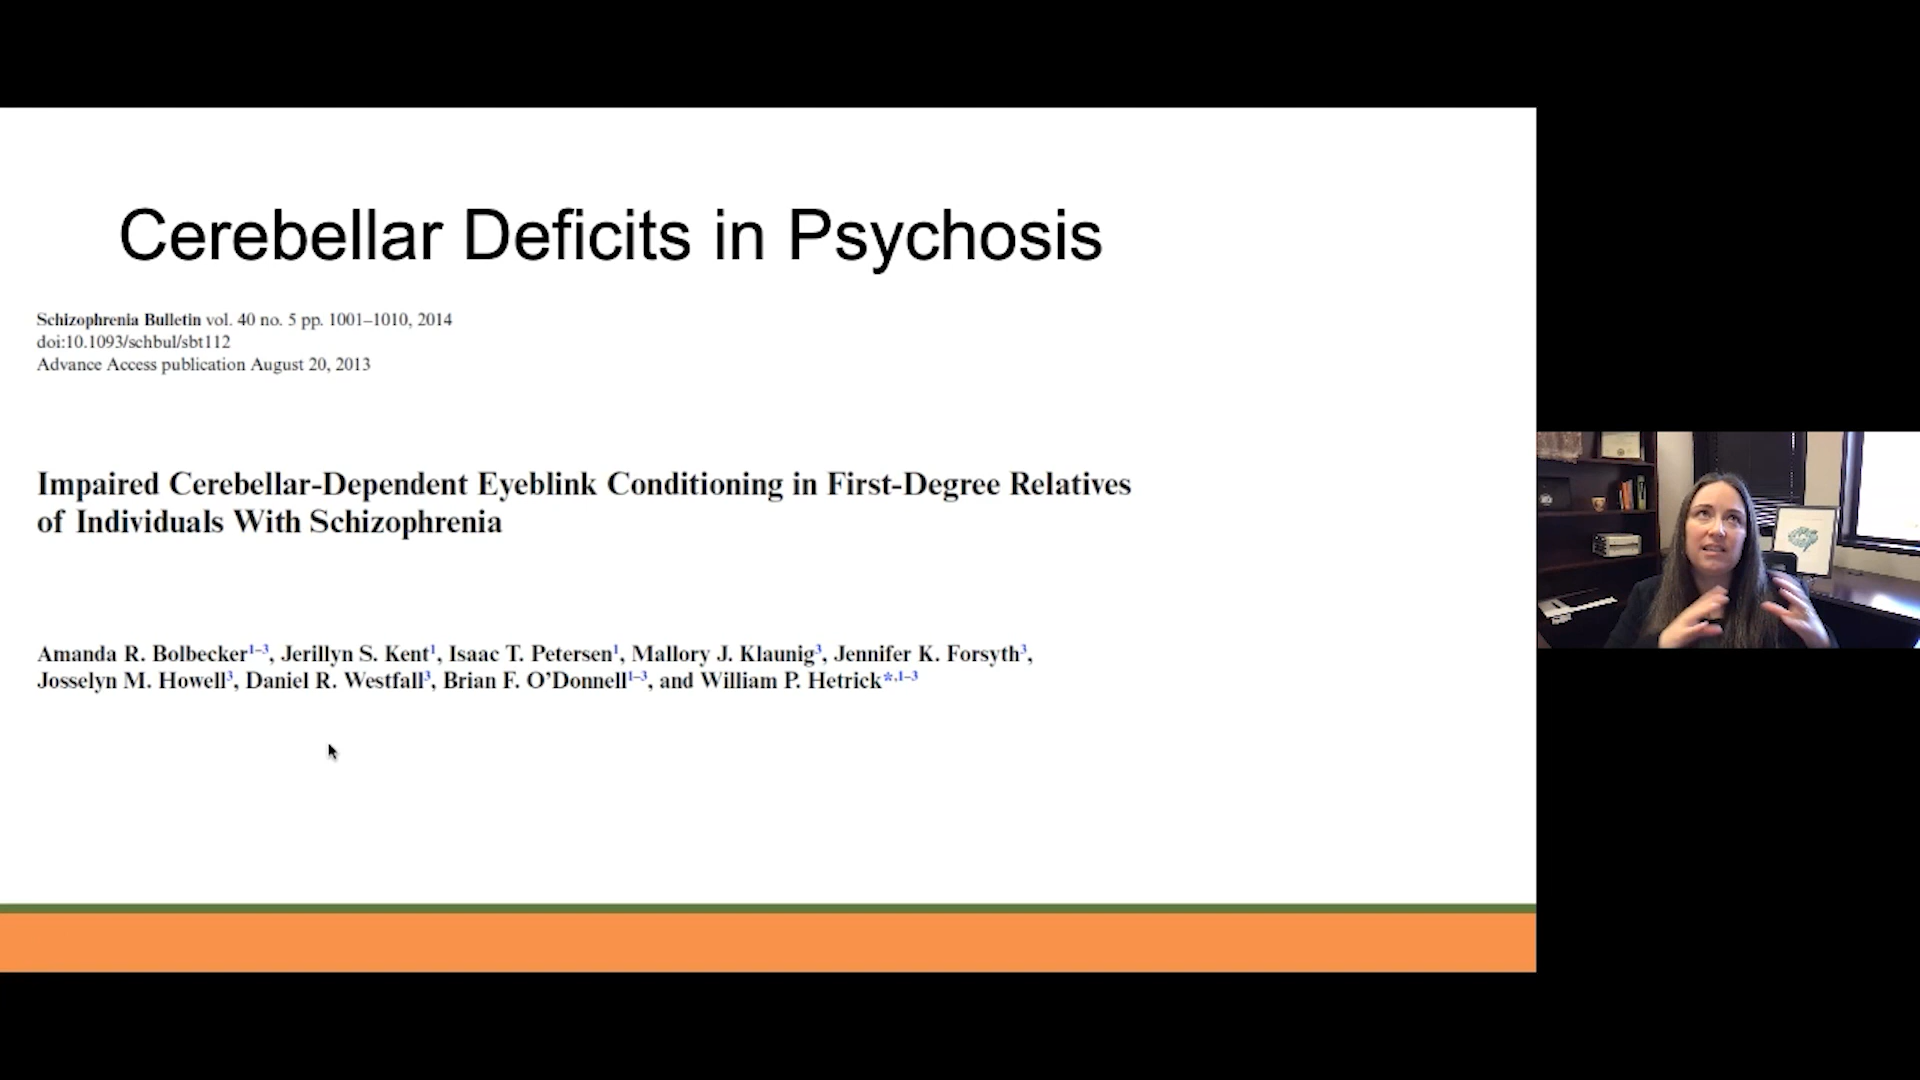 Cerebellar Deficits in Psychosis
Schizophrenia Bulletin vol. 40 no. 5 pp. 1001–1010, 2014
doi:10.1093/schbul/sbt112
Advance Access publication August 20, 2013
Impaired Cerebellar-Dependent Eyeblink Conditioning in First-Degree Relatives
of Individuals With Schizophrenia
Amanda R. Bolbecker1–3, Jerillyn S. Kent1, Isaac T. Petersen1, Mallory J. Klaunig3, Jennifer K. Forsyth3,
Josselyn M. Howell3, Daniel R. Westfall3, Brian F. O’Donnell1–3, and William P. Hetrick*,1–3